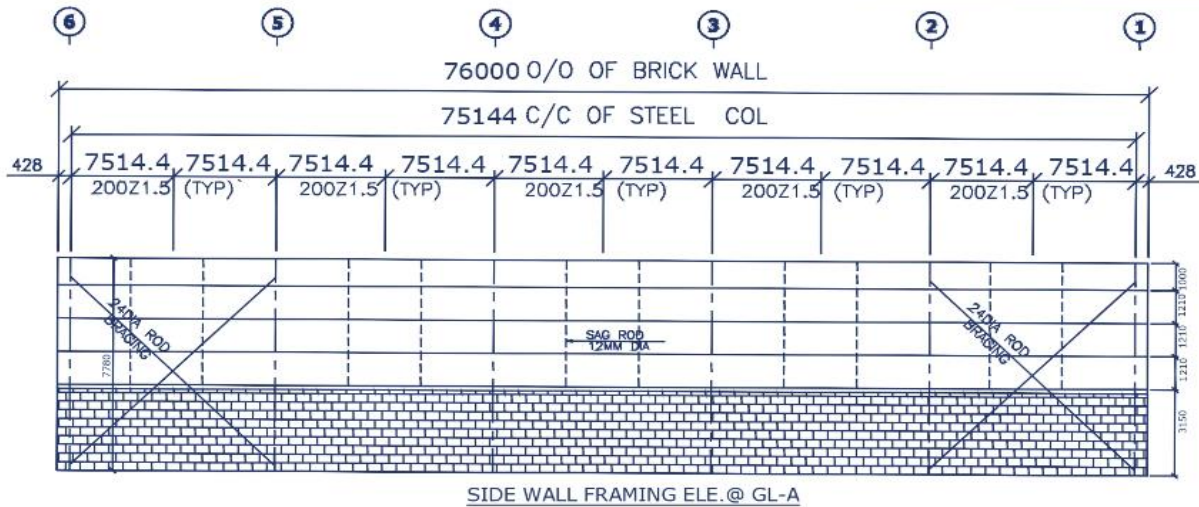 6 5 4 3 2 1
76000 O/O OF BRICK WALL
75144 C/C OF STEEL COL
428 7514.4 7514.4 7514.4 7514.4 7514.4 7514.4 7514.4 7514.4 7514.4 7514.4 428
200Z1.5 (TYP) 200Z1.5 (TYP) 200Z1.5 (TYP) 200Z1.5 (TYP) 200Z1.5 (TYP)
1000
1210
1210
1210
3150
24DIA ROD
BRACING
7780
SAG ROD
12MM DIA
24DIA ROD
BRACING
SIDE WALL FRAMING ELE.@ GL-A